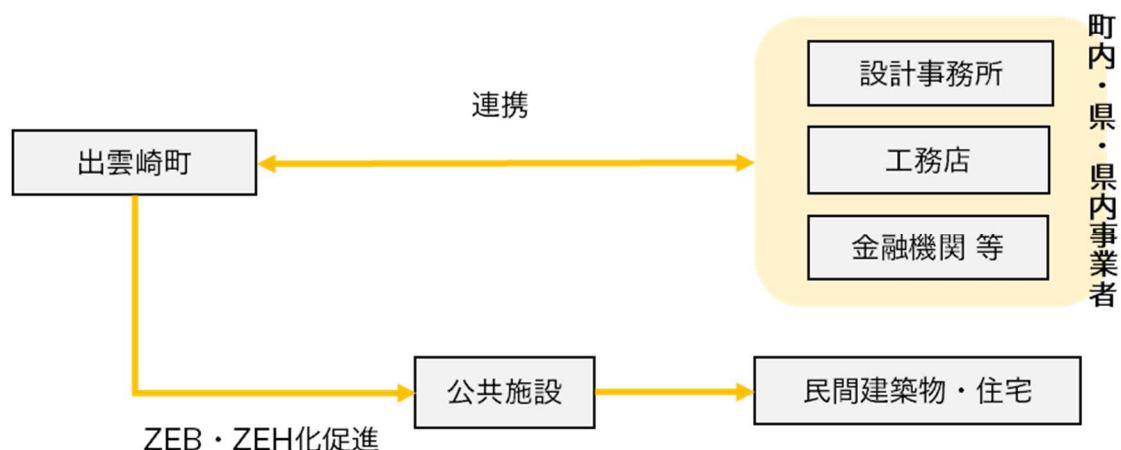 町内・県・県内事業者
設計事務所
連携
出雲崎町
工務店
金融機関 等
公共施設
民間建築物・住宅
ZEB・ZEH化促進